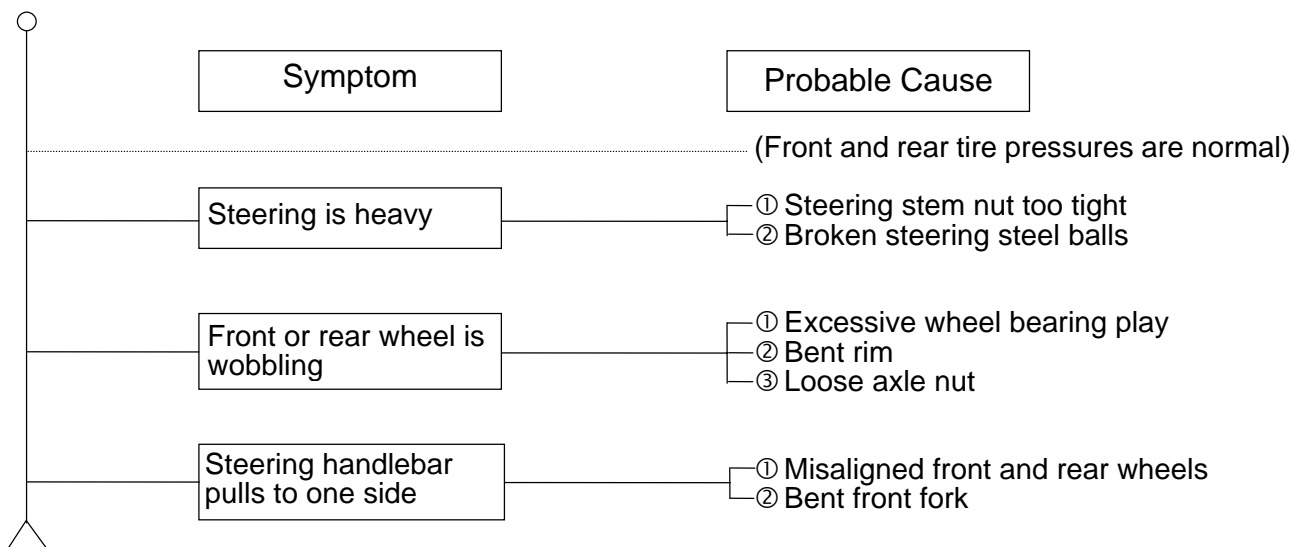 Symptom
Probable Cause
(Front and rear tire pressures are normal)
Steering is heavy
① Steering stem nut too tight
② Broken steering steel balls
Front or rear wheel is
wobbling
① Excessive wheel bearing play
② Bent rim
③ Loose axle nut
Steering handlebar
pulls to one side
① Misaligned front and rear wheels
② Bent front fork